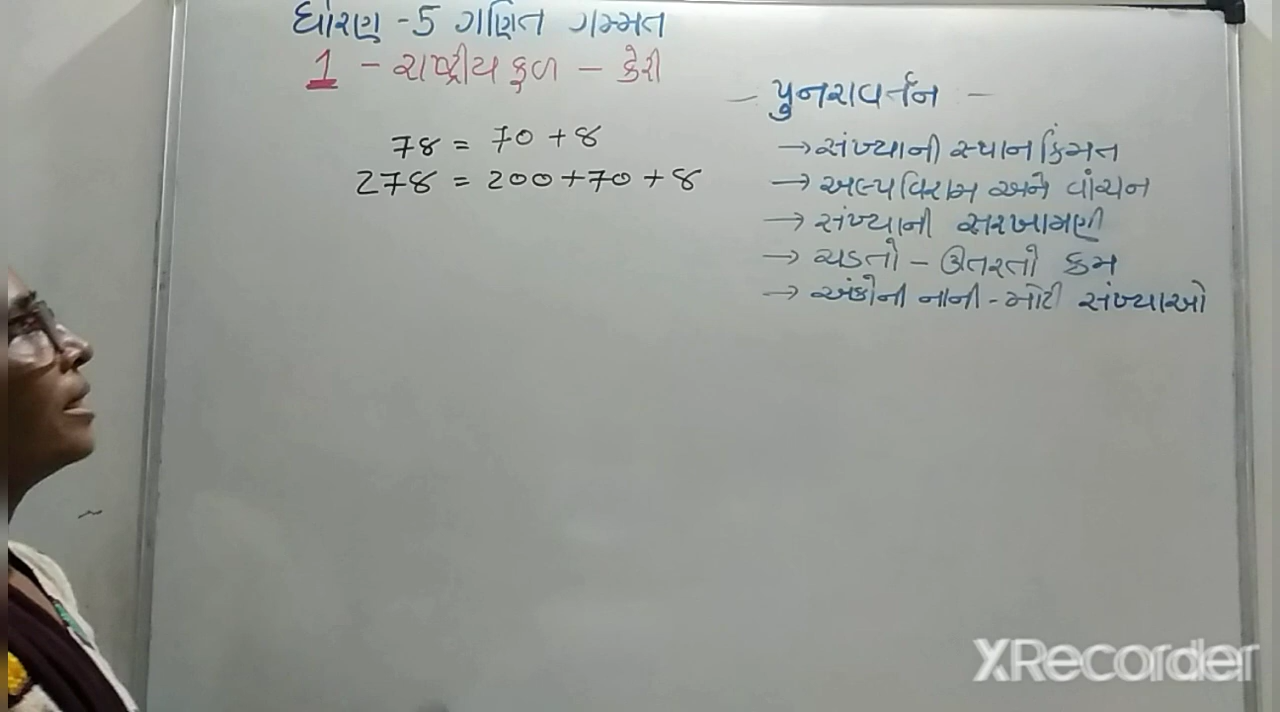 ધોરણ - 5 ગણિત ગમ્મત
1 - રાષ્ટ્રીય ફળ - કેરી
78 = 70 + 8
278 = 200 + 70 + 8
- પુનરાવર્તન -
→ સંખ્યાની સ્થાનકિંમત
→ અલ્પવિરામ અને વાંચન
→ સંખ્યાની સરખામણી
→ ચડતો - ઊતરતો ક્રમ
→ અંકોની નાની - મોટી સંખ્યાઓ
XRecorder